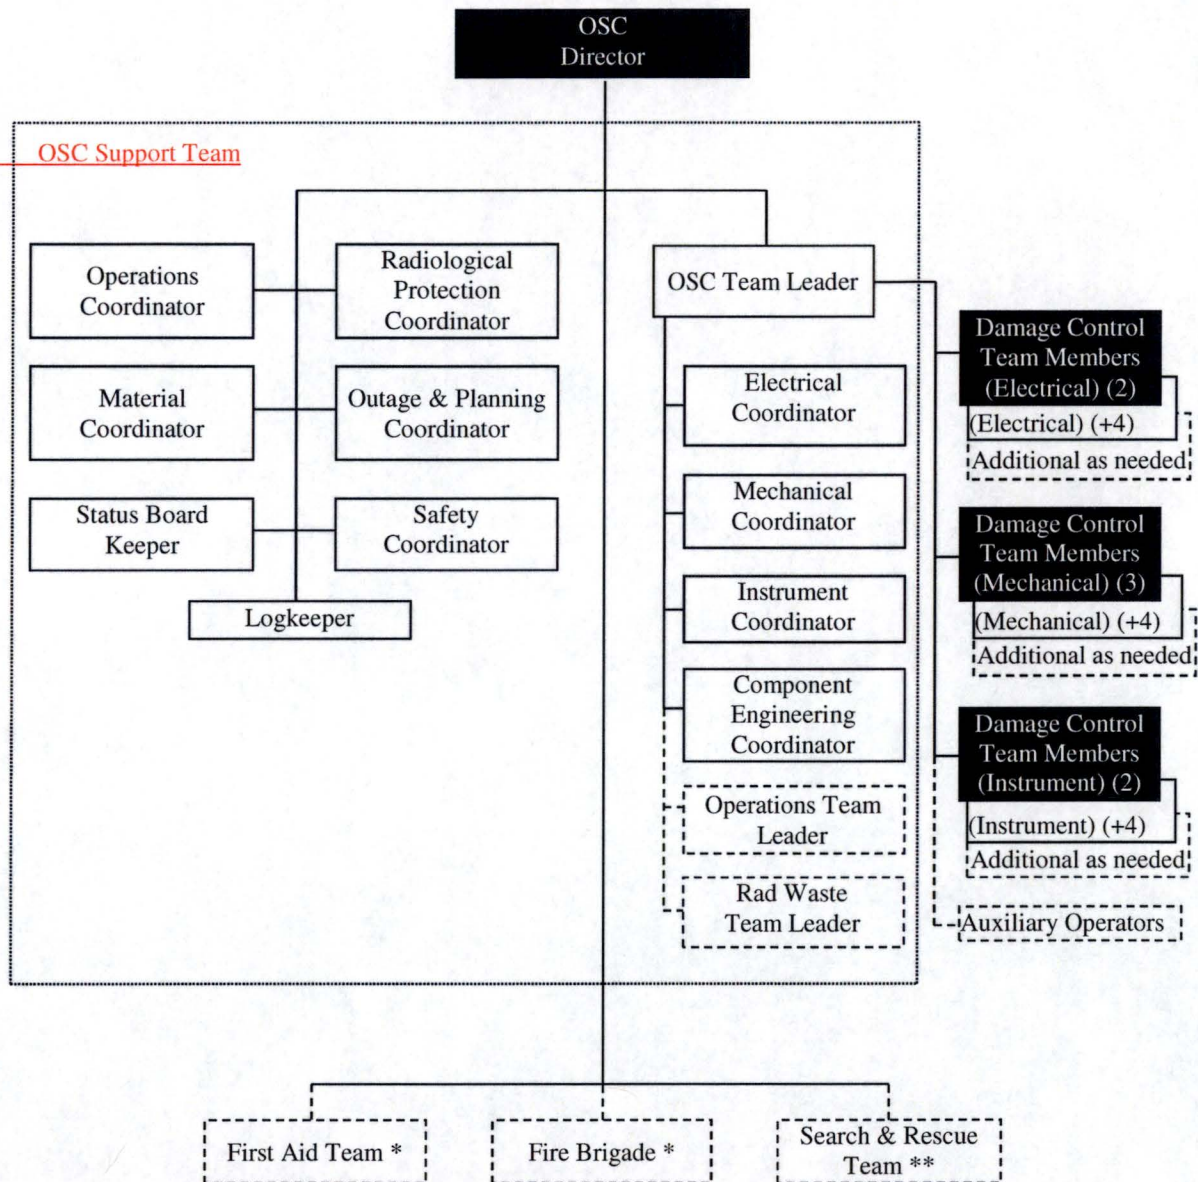 OSC
Director
OSC Support Team
Operations
Coordinator
Radiological
Protection
Coordinator
Material
Coordinator
Outage & Planning
Coordinator
Status Board
Keeper
Safety
Coordinator
Logkeeper
OSC Team Leader
Electrical
Coordinator
Mechanical
Coordinator
Instrument
Coordinator
Component
Engineering
Coordinator
Operations Team
Leader
Rad Waste
Team Leader
Damage Control
Team Members
(Electrical) (2)
(Electrical) (+4)
Additional as needed
Damage Control
Team Members
(Mechanical) (3)
(Mechanical) (+4)
Additional as needed
Damage Control
Team Members
(Instrument) (2)
(Instrument) (+4)
Additional as needed
Auxiliary Operators
First Aid Team *
Fire Brigade *
Search & Rescue
Team **